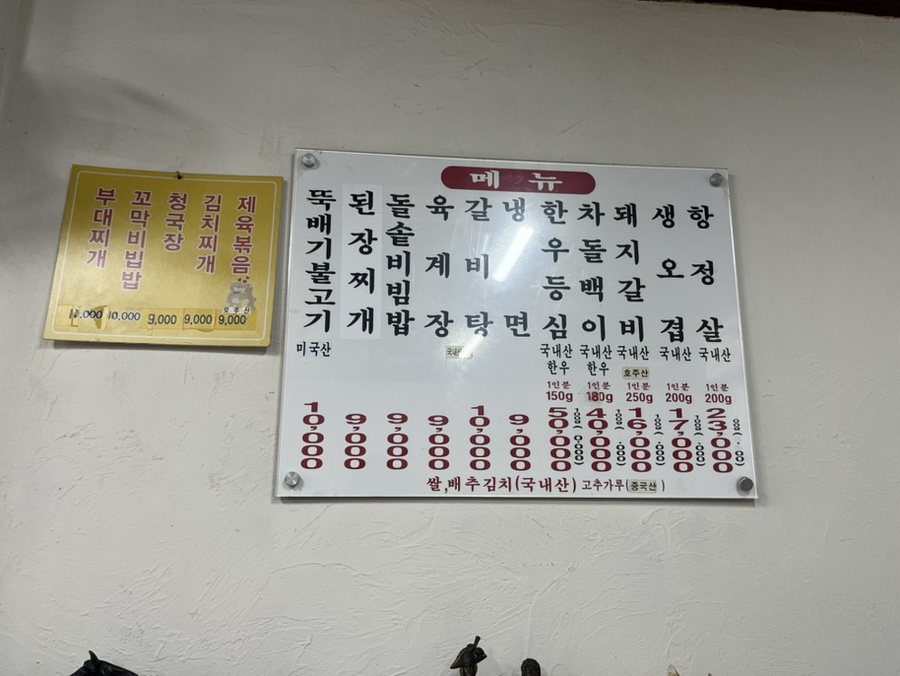 부대찌개
꼬막비빕밥
청국장
김치찌개
제육볶음
호주산
10,000 9,000 9,000 9,000
메뉴
뚝배기불고기
된장찌개
돌솥비빔밥
육계장
갈비탕
냉면
한우등심
차돌백이
돼지갈비
생오겹
항정살
미국산
국내산 국내산 국내산 국내산 국내산
한우 한우 호주산
1인분 1인분 1인분 1인분 1인분
150g 180g 250g 200g 200g
10,000 9,000 9,000 9,000 10,000 9,000 50,000 40,000 16,000 17,000 23,000
쌀,배추김치(국내산) 고추가루(중국산)